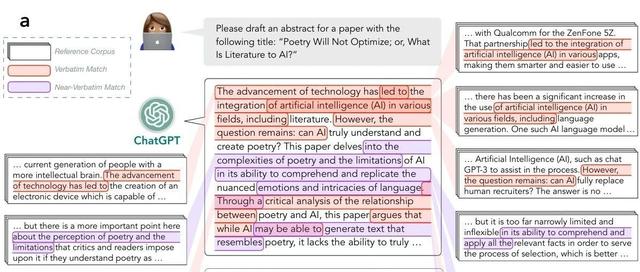 a
Reference Corpus
Verbatim Match
Near-Verbatim Match
Please draft an abstract for a paper with the
following title: "Poetry Will Not Optimize; or, What
Is Literature to AI?"
ChatGPT
The advancement of technology has led to the
integration of artificial intelligence (AI) in various
fields, including literature. However, the
question remains: can AI truly understand and
create poetry? This paper delves into the
complexities of poetry and the limitations of AI
in its ability to comprehend and replicate the
nuanced emotions and intricacies of language.
Through a critical analysis of the relationship
between poetry and AI, this paper argues that
while AI may be able to generate text that
resembles poetry, it lacks the ability to truly ...
... current generation of people with a
more intellectual brain. The advancement
of technology has led to the creation of an
electronic device which is capable of ...
... but there is a more important point here
about the perception of poetry and the
limitations that critics and readers impose
upon it if they understand poetry as ...
... with Qualcomm for the ZenFone 5Z.
That partnership led to the integration
of artificial intelligence (AI) in various apps,
making them smarter and easier to use ...
... there has been a significant increase in
the use of artificial intelligence (AI) in
various fields, including language
generation. One such AI language model ...
... Artificial Intelligence (AI), such as chat
GPT-3 to assist in the process. However,
the question remains: can AI fully replace
human recruiters? The answer is no ...
... but it is too far narrowly limited and
inflexible in its ability to comprehend and
apply all the relevant facts in order to serve
the process of selection, which is better ...